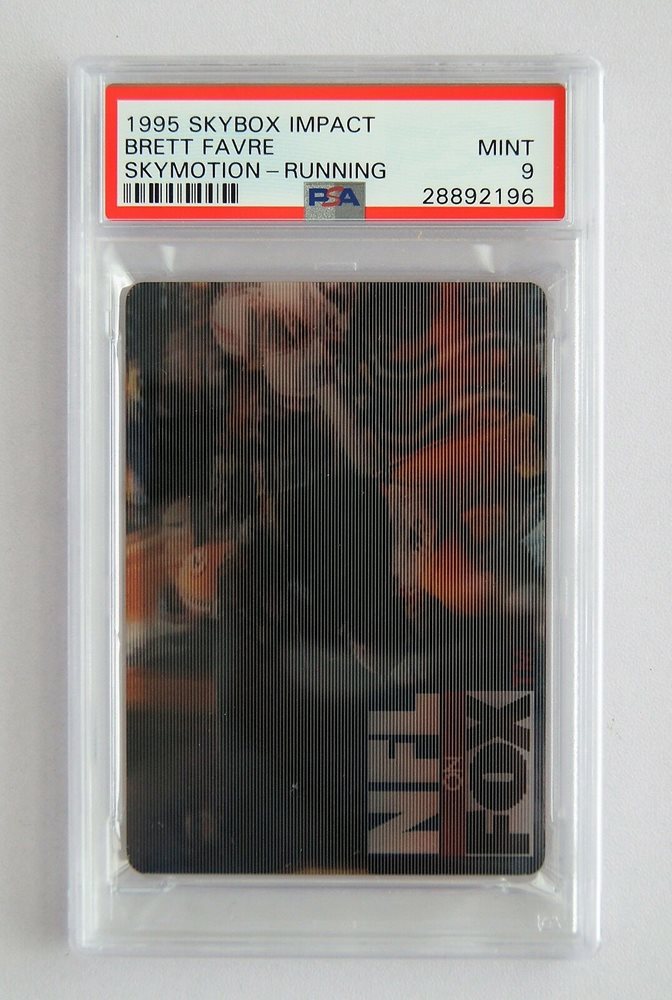 1995 SKYBOX IMPACT
BRETT FAVRE MINT
SKYMOTION – RUNNING 9
PSA 28892196
NFL
ON
FOX